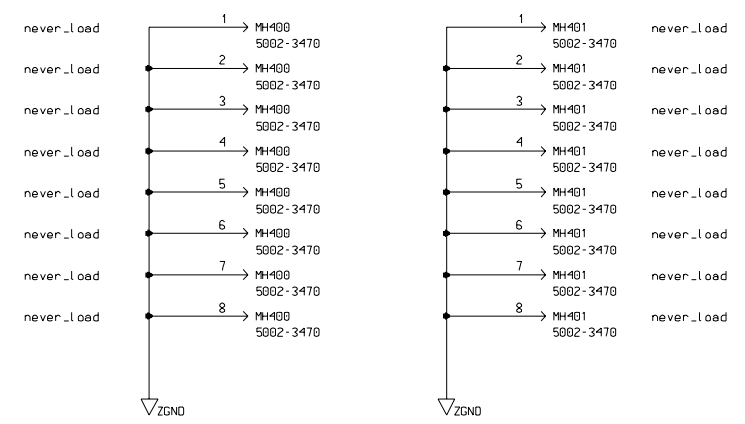 never_load 1 MH400 1 MH401 never_load
5002-3470 5002-3470
never_load 2 MH400 2 MH401 never_load
5002-3470 5002-3470
never_load 3 MH400 3 MH401 never_load
5002-3470 5002-3470
never_load 4 MH400 4 MH401 never_load
5002-3470 5002-3470
never_load 5 MH400 5 MH401 never_load
5002-3470 5002-3470
never_load 6 MH400 6 MH401 never_load
5002-3470 5002-3470
never_load 7 MH400 7 MH401 never_load
5002-3470 5002-3470
never_load 8 MH400 8 MH401 never_load
5002-3470 5002-3470
ZGND ZGND